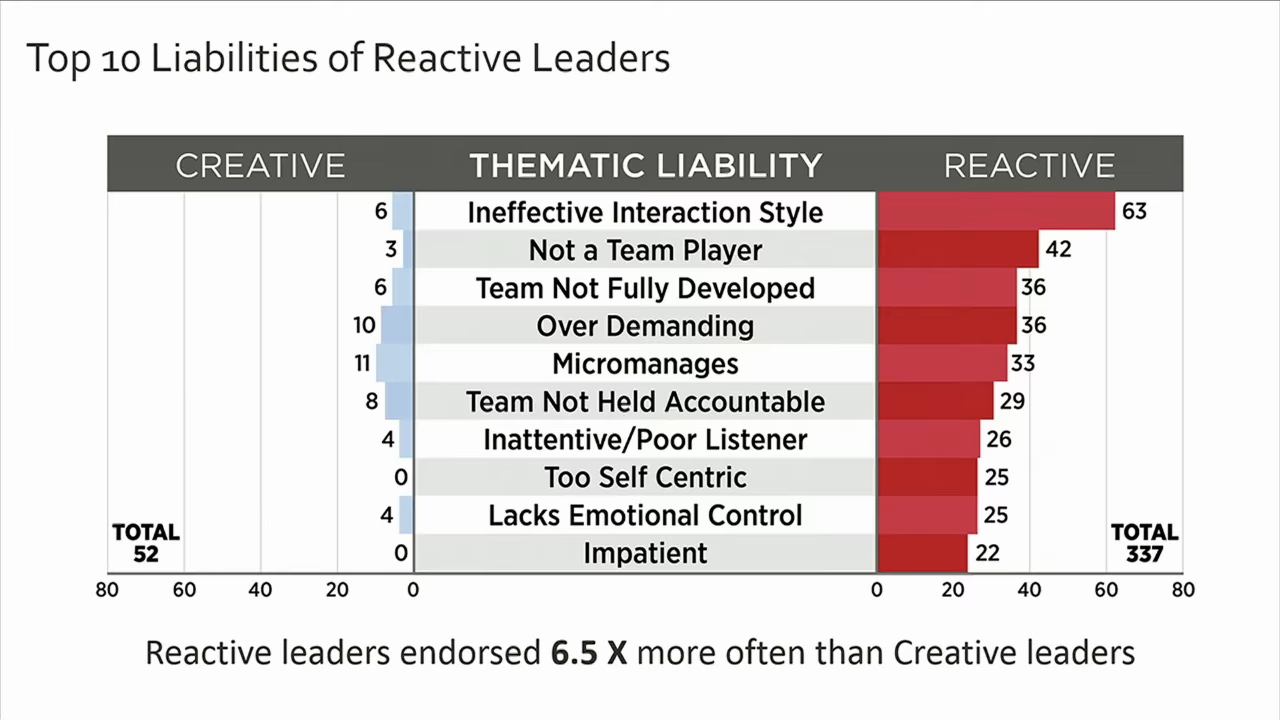 Top 10 Liabilities of Reactive Leaders
CREATIVE THEMATIC LIABILITY REACTIVE
6 Ineffective Interaction Style 63
3 Not a Team Player 42
6 Team Not Fully Developed 36
10 Over Demanding 36
11 Micromanages 33
8 Team Not Held Accountable 29
4 Inattentive/Poor Listener 26
0 Too Self Centric 25
4 Lacks Emotional Control 25
0 Impatient 22
TOTAL
52
TOTAL
337
80 60 40 20 0 0 20 40 60 80
Reactive leaders endorsed 6.5 X more often than Creative leaders